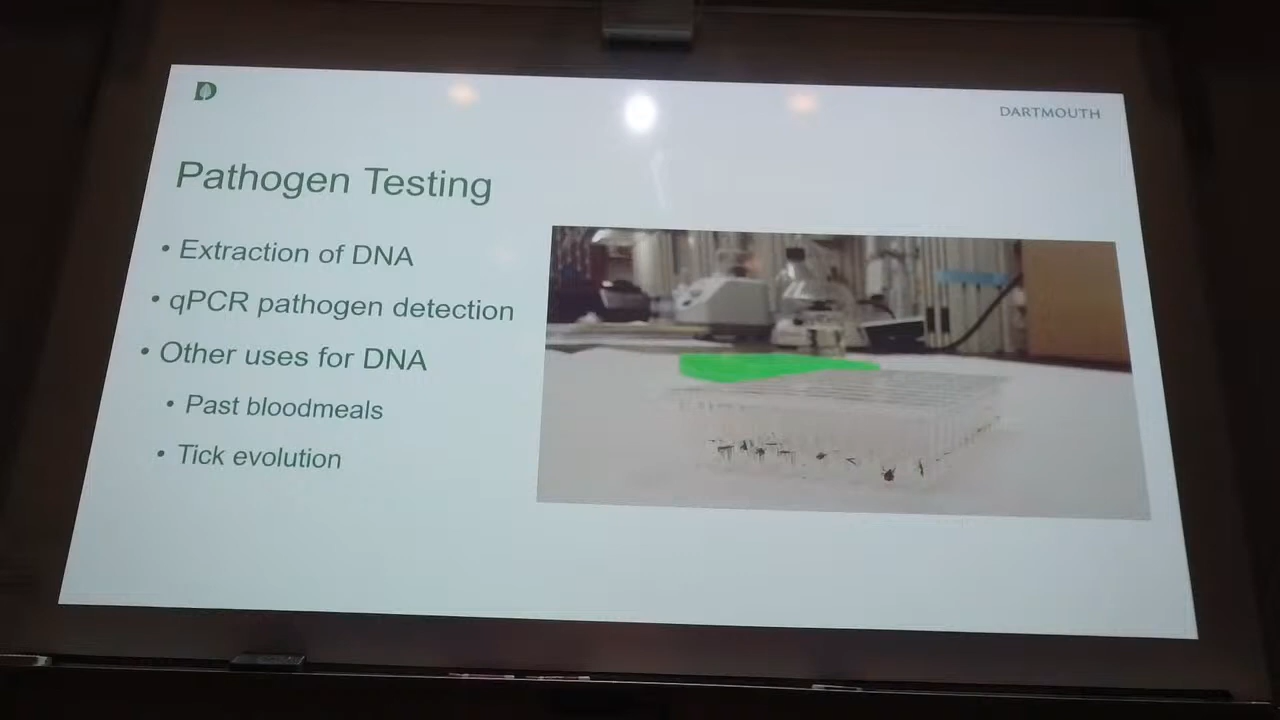 D
DARTMOUTH
Pathogen Testing
• Extraction of DNA
• qPCR pathogen detection
• Other uses for DNA
• Past bloodmeals
• Tick evolution